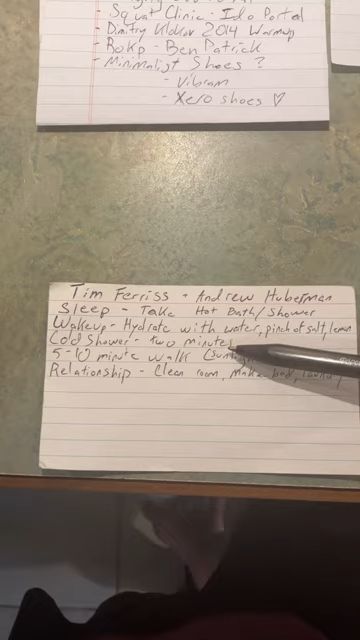 - Squat Clinic - Ido Portal
- Dmitry Klokov 2014 Warmup
- ROKP - Ben Patrick
- Minimalist Shoes ?
- Vibram
- Xero shoes ♡
Tim Ferriss + Andrew Huberman
Sleep - Take Hot Bath/Shower
Wakeup - Hydrate with water, pinch of salt, lemon
Cold Shower - two minutes
5-10 minute walk
Relationship - Clean room, make bed,